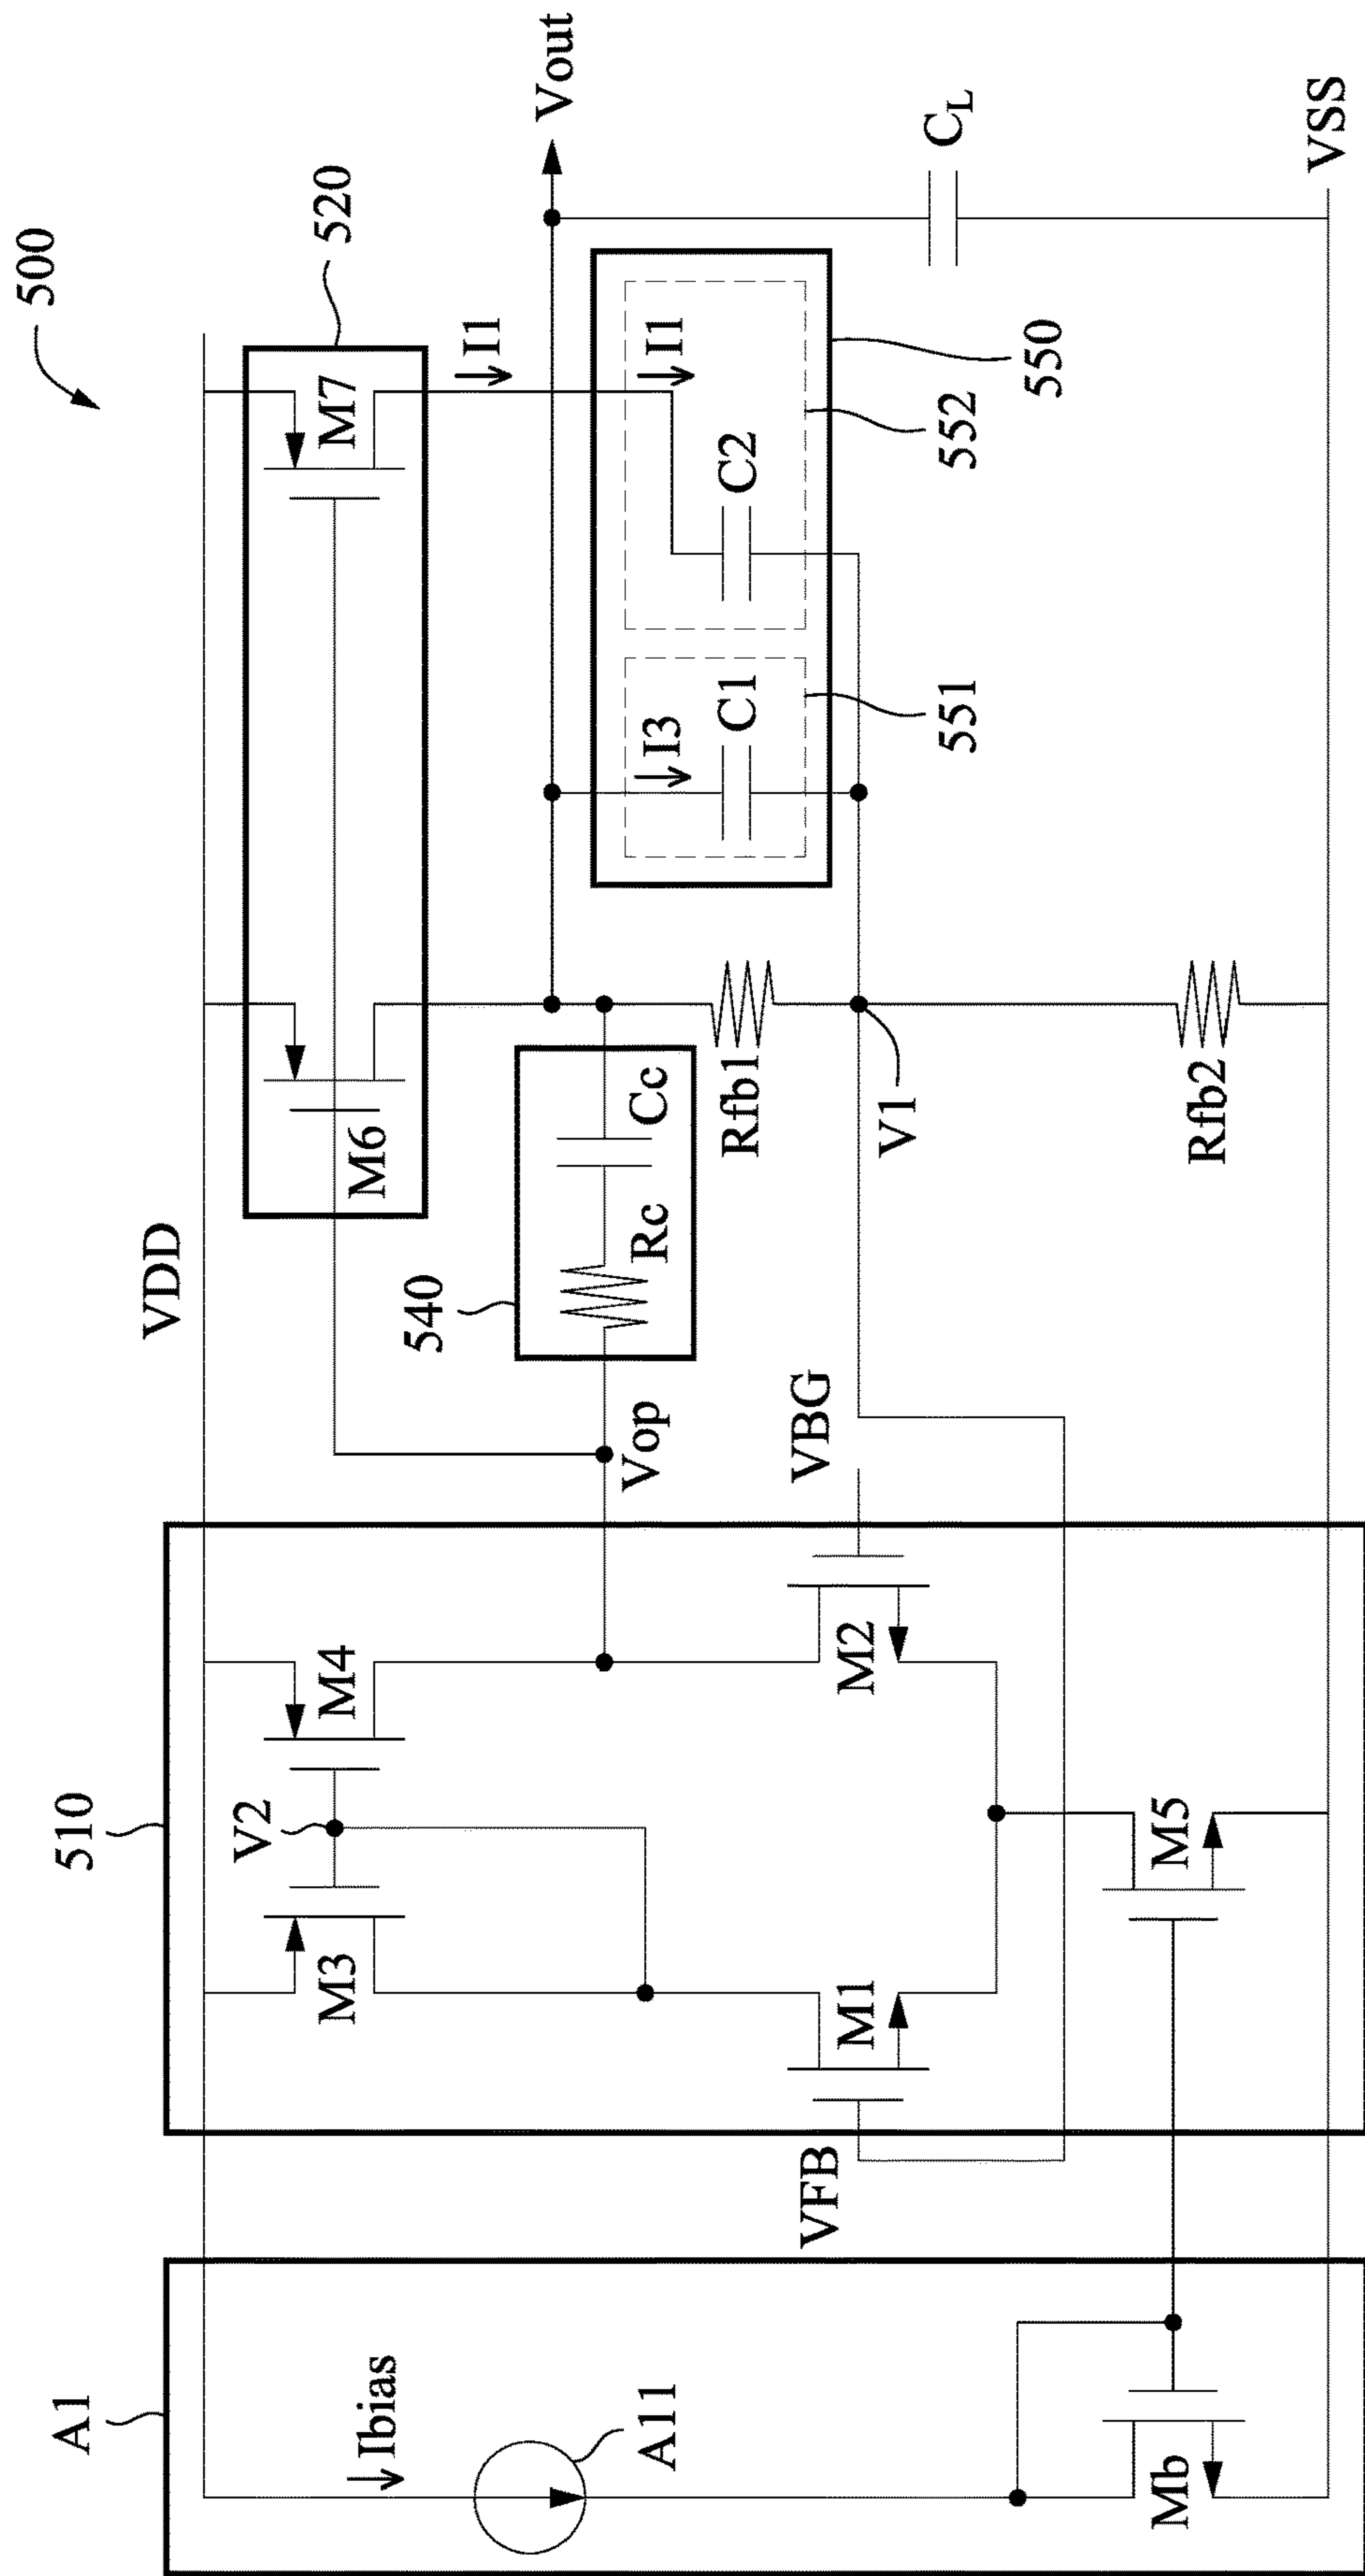 500
A1
510
VDD
520
Ibias
A11
Mb
M3
V2
M4
M6
M7
I1
540
Vop
Rc
Cc
Vout
I3
C1
I1
C2
VFB
M1
M2
VBG
Rfb1
V1
551
552
550
C_L
M5
Rfb2
VSS